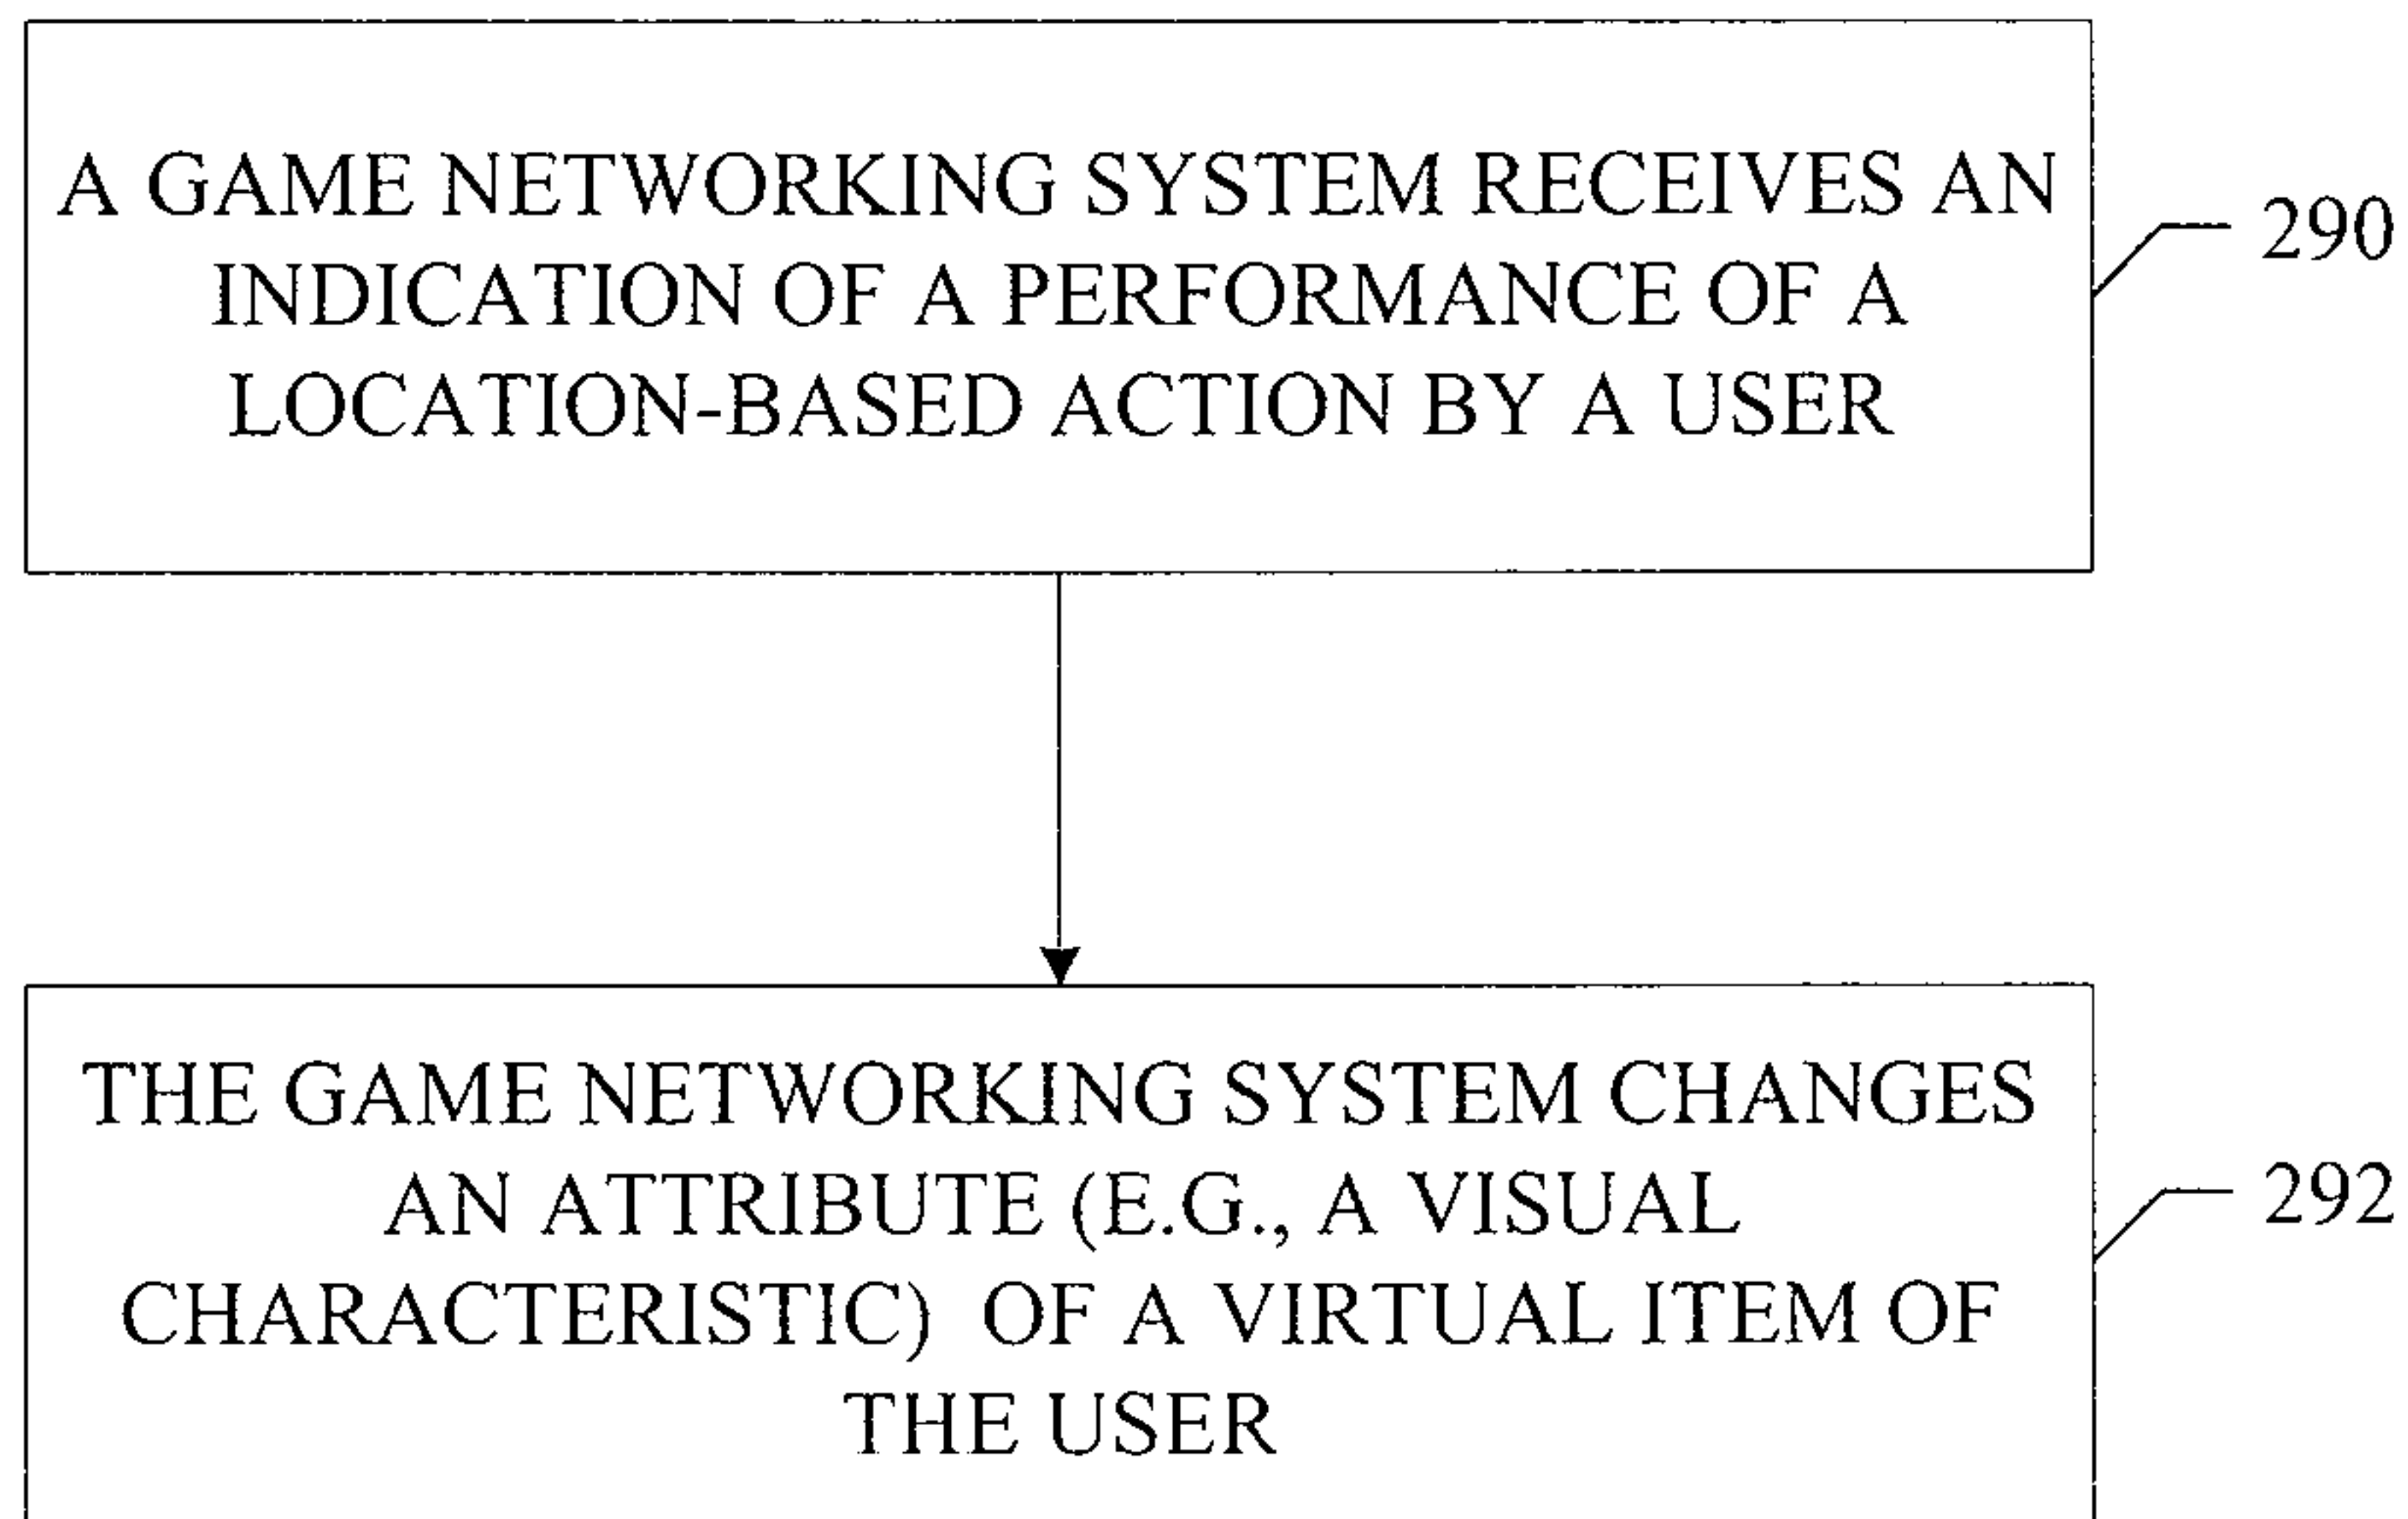 A GAME NETWORKING SYSTEM RECEIVES AN
INDICATION OF A PERFORMANCE OF A
LOCATION-BASED ACTION BY A USER
290
THE GAME NETWORKING SYSTEM CHANGES
AN ATTRIBUTE (E.G., A VISUAL
CHARACTERISTIC) OF A VIRTUAL ITEM OF
THE USER
292